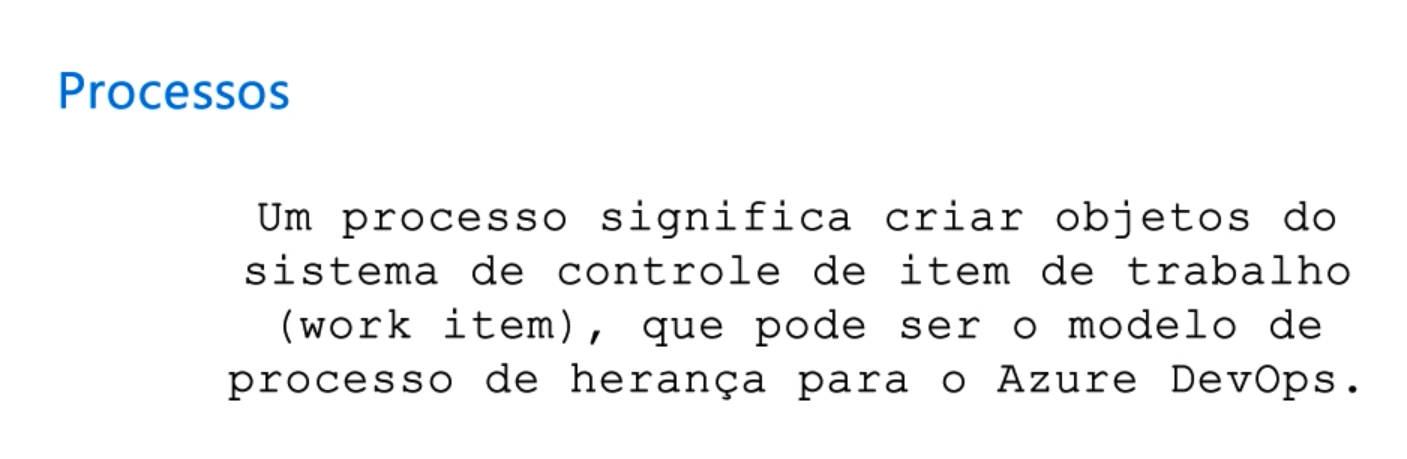 Processos
Um processo significa criar objetos do
sistema de controle de item de trabalho
(work item), que pode ser o modelo de
processo de herança para o Azure DevOps.